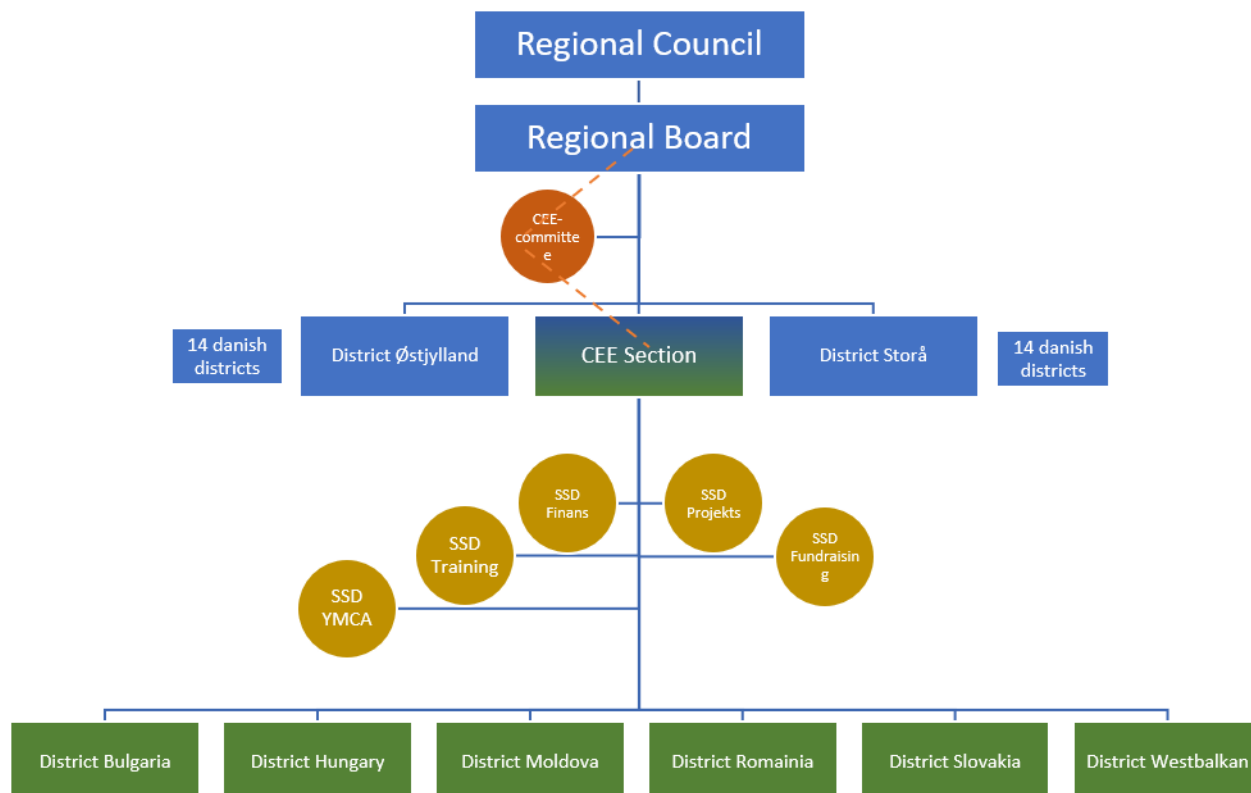 Regional Council
Regional Board
CEE-
committe
e
14 danish
districts
District Østjylland
CEE Section
District Storå
14 danish
districts
SSD
Finans
SSD
Projekts
SSD
Training
SSD
Fundraisin
g
SSD
YMCA
District Bulgaria
District Hungary
District Moldova
District Romainia
District Slovakia
District Westbalkan